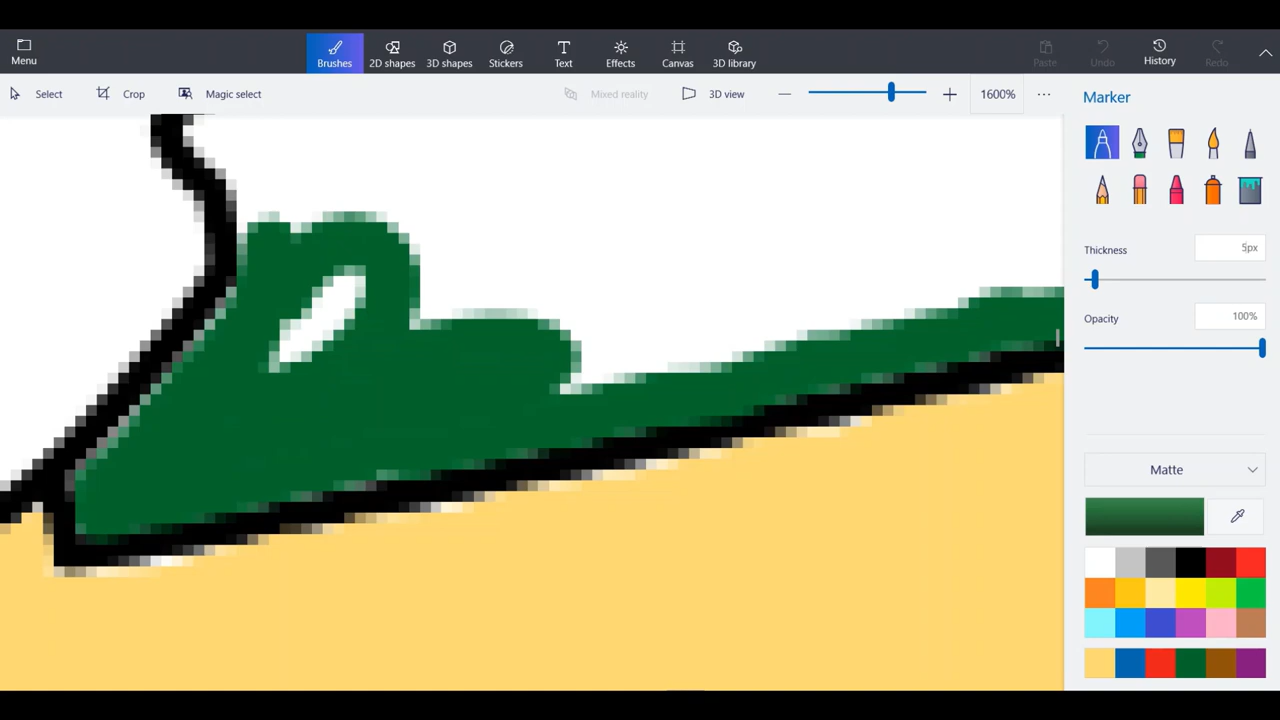 Menu
Brushes
2D shapes
3D shapes
Stickers
Text
Effects
Canvas
3D library
Paste
Undo
History
Redo
Select
Crop
Magic select
Mixed reality
3D view
1600%
Marker
Thickness
5px
Opacity
100%
Matte